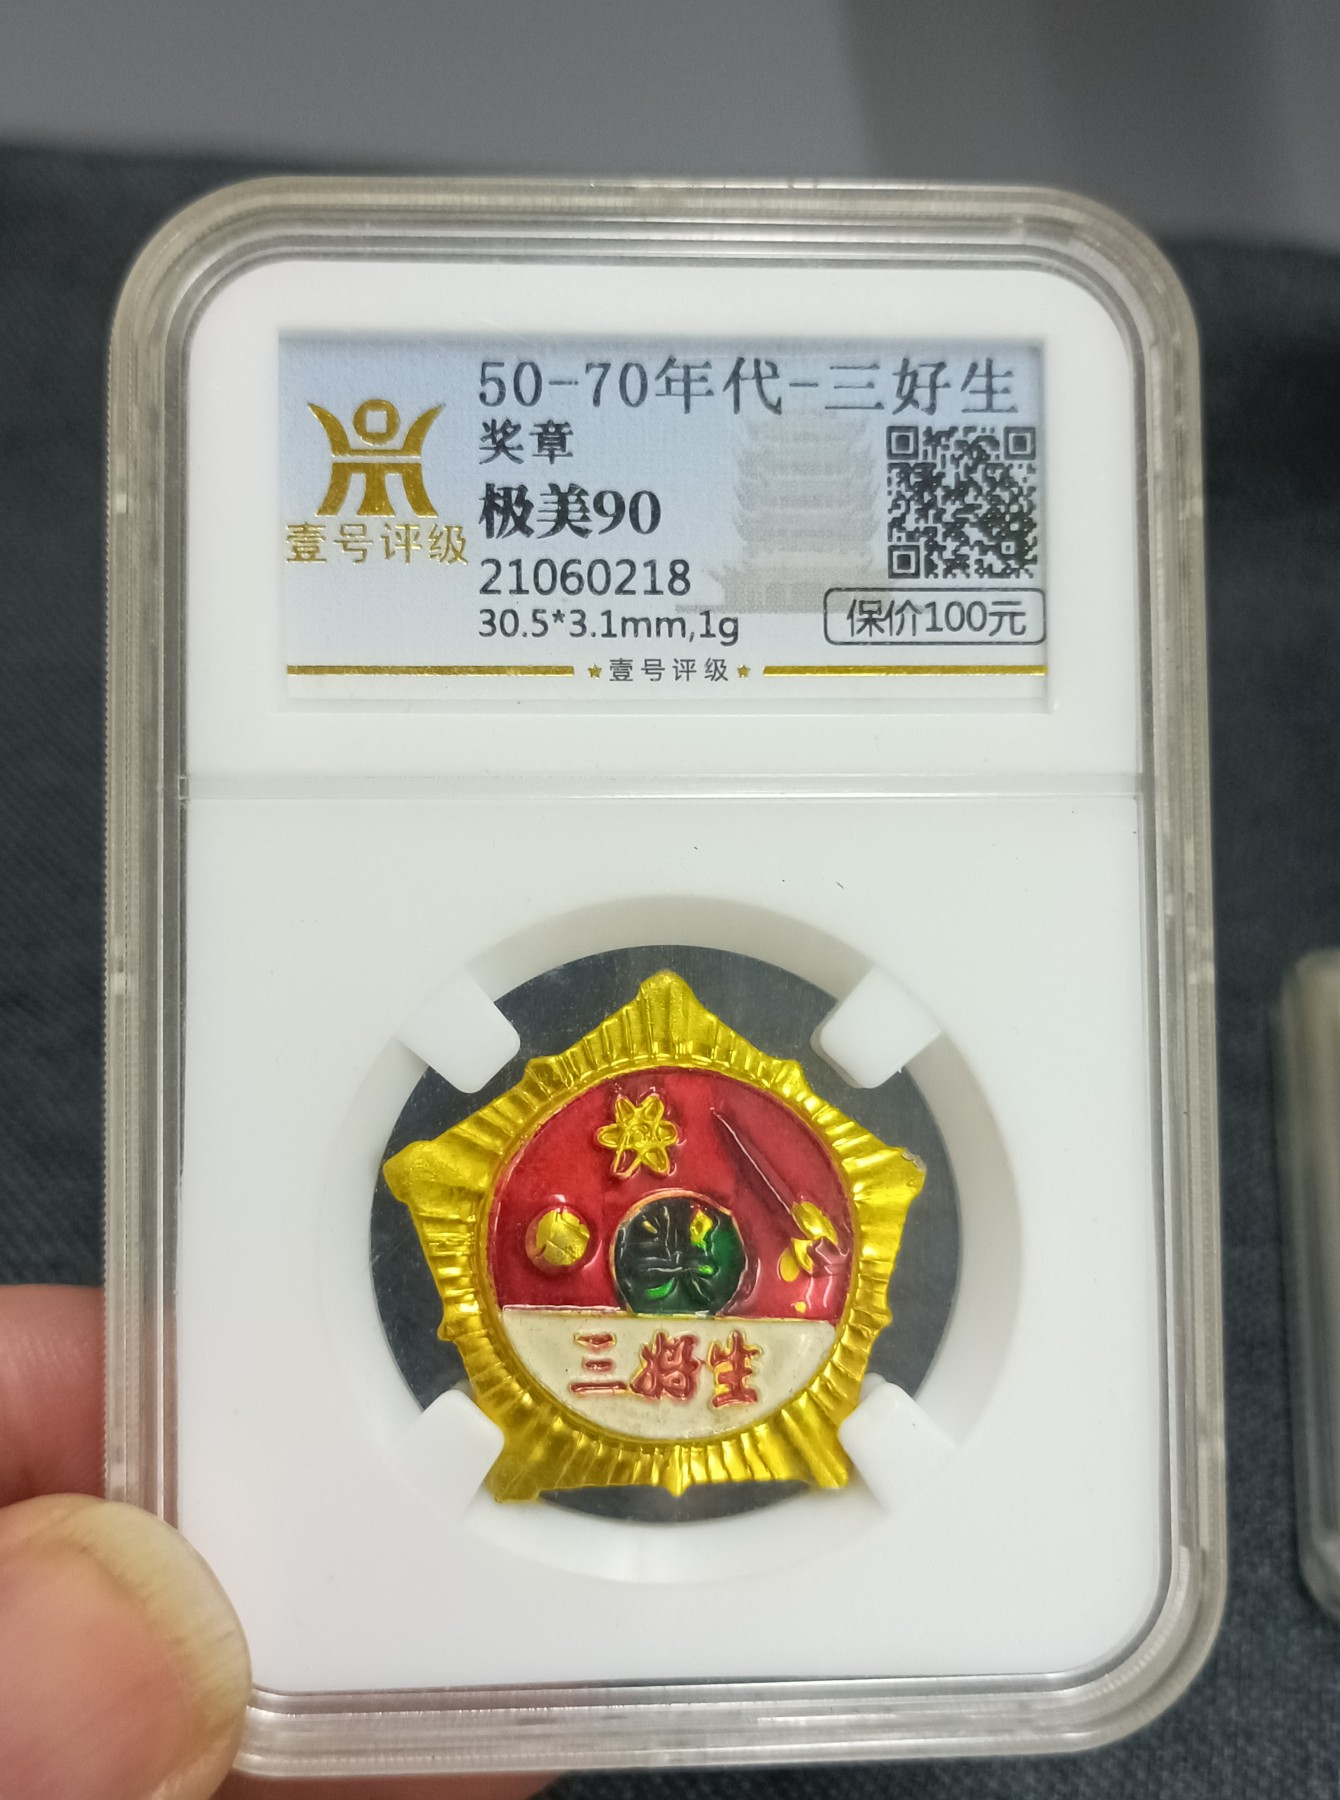 50-70年代-三好生
奖章
极美90
壹号评级
21060218
30.5*3.1mm,1g
保价100元
壹号评级
三好生